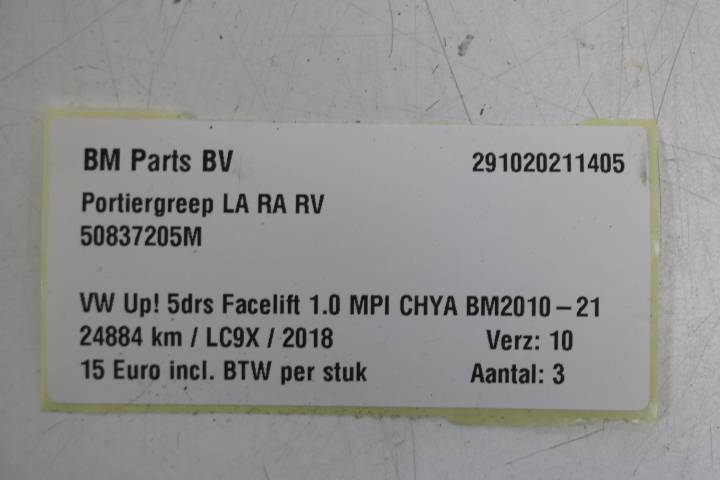 BM Parts BV 291020211405
Portiergreep LA RA RV
50837205M
VW Up! 5drs Facelift 1.0 MPI CHYA BM2010-21
24884 km / LC9X / 2018 Verz: 10
15 Euro incl. BTW per stuk Aantal: 3